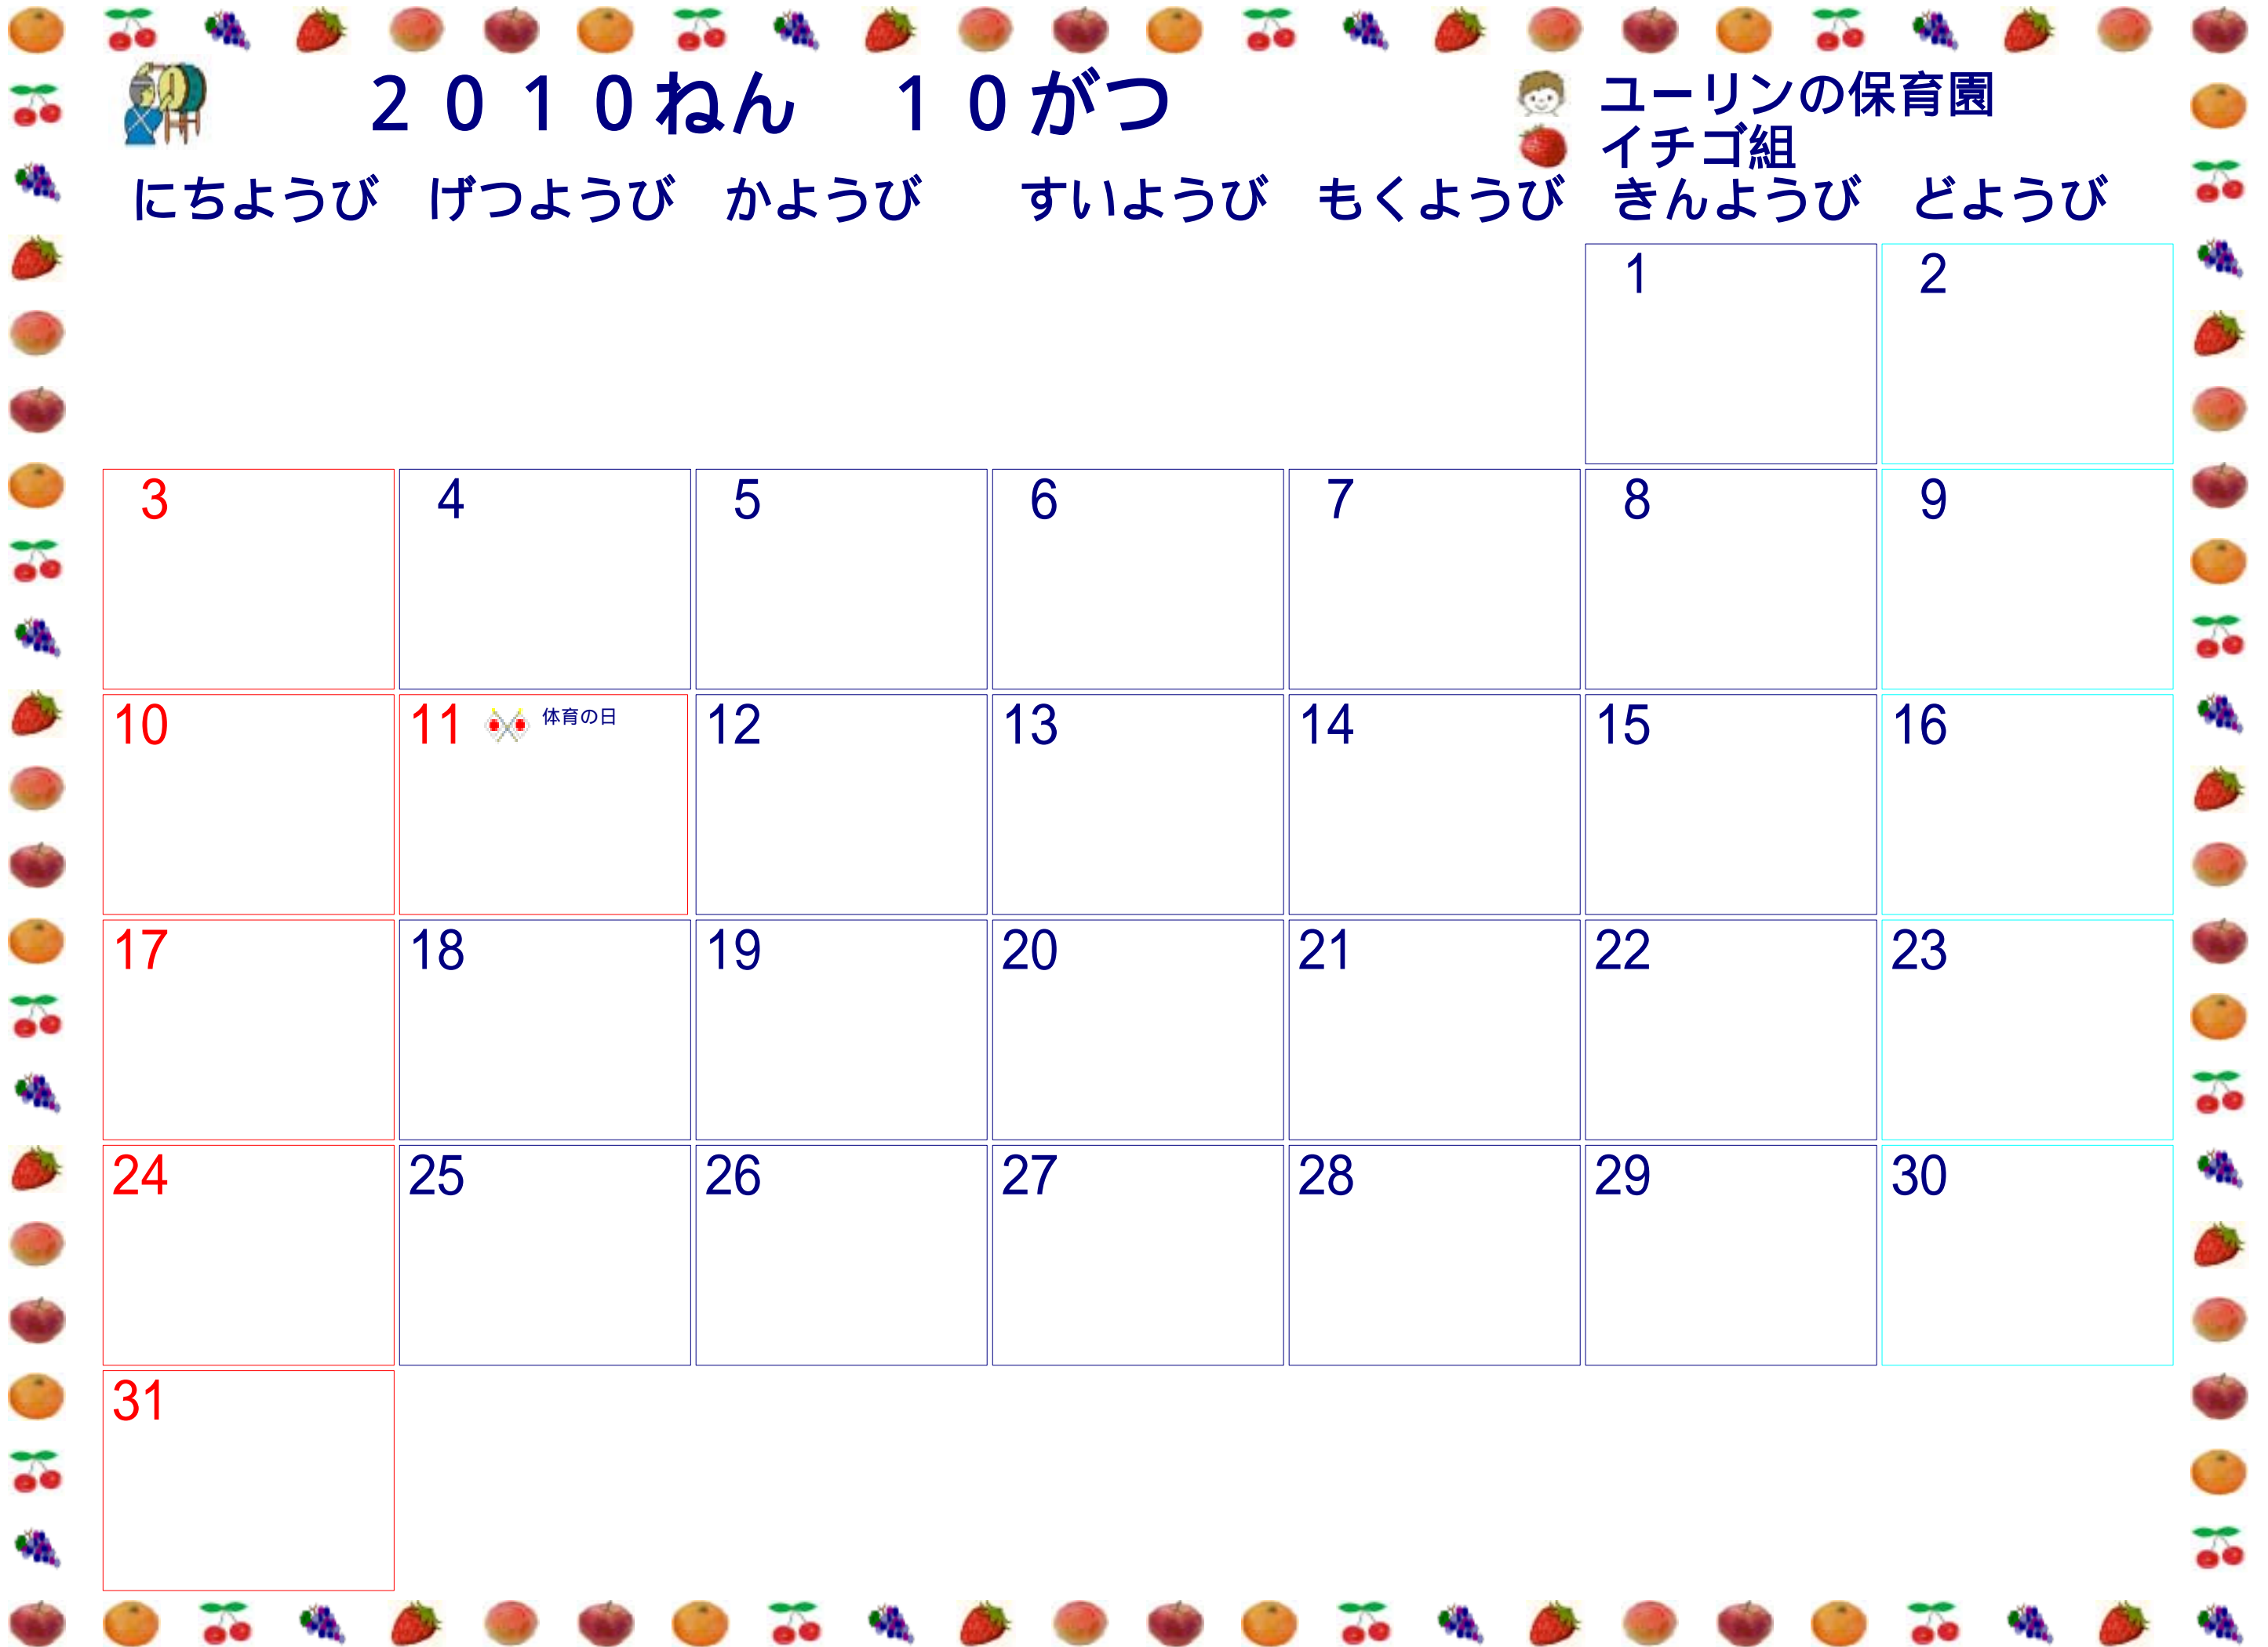 ２０１０ねん　１０がつ
ユーリンの保育園
イチゴ組
にちようび　げつようび　かようび　すいようび　もくようび　きんようび　どようび
1 2
3 4 5 6 7 8 9
10 11 体育の日 12 13 14 15 16
17 18 19 20 21 22 23
24 25 26 27 28 29 30
31